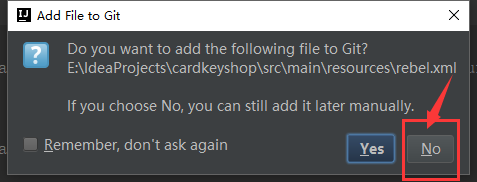 IJ Add File to Git
Do you want to add the following file to Git?
E:\IdeaProjects\cardkeyshop\src\main\resources\rebel.xml
If you choose No, you can still add it later manually.
Remember, don't ask again
Yes
No